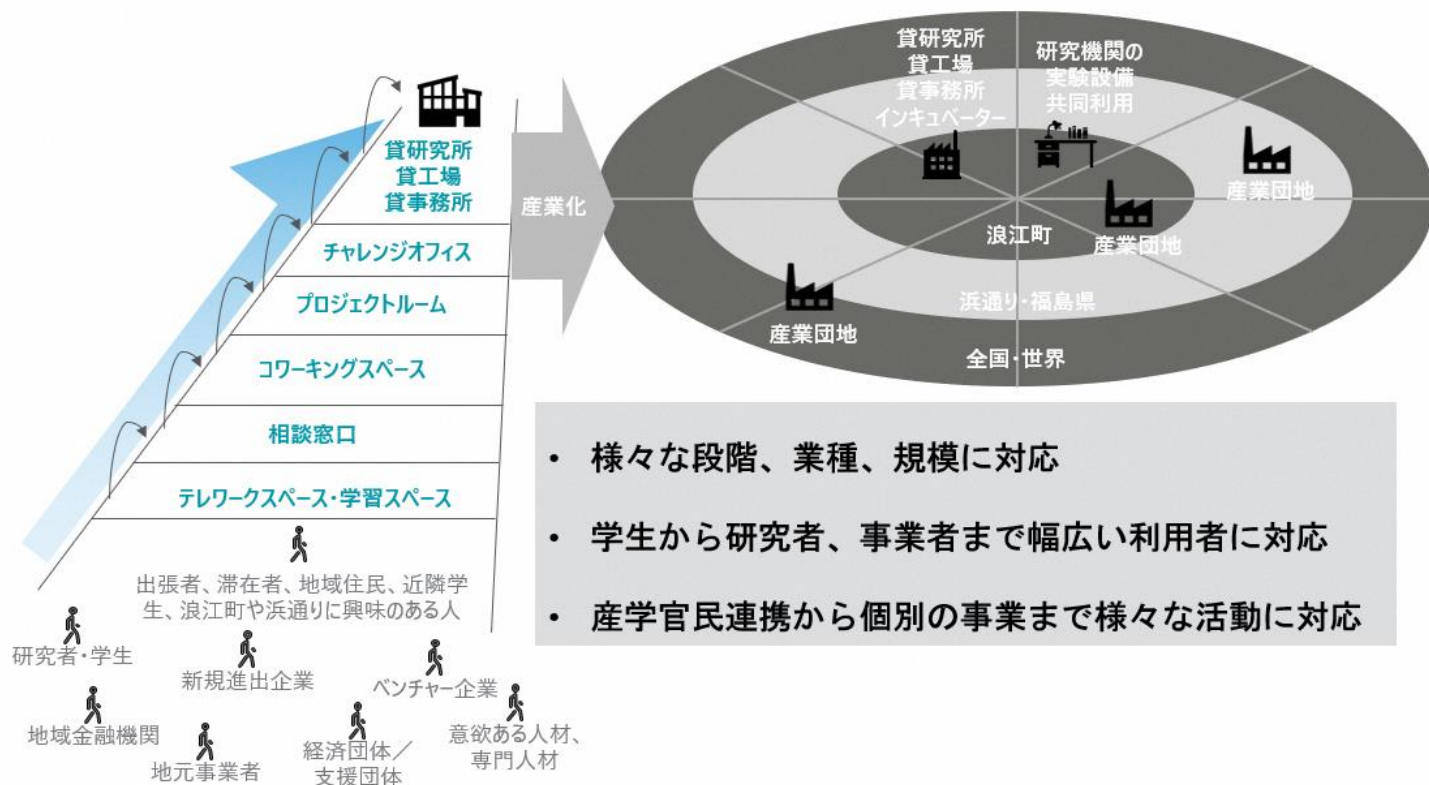 貸研究所
貸工場
貸事務所
チャレンジオフィス
プロジェクトルーム
コワーキングスペース
相談窓口
テレワークスペース・学習スペース
出張者、滞在者、地域住民、近隣学
生、浪江町や浜通りに興味のある人
研究者・学生
新規進出企業
ベンチャー企業
地域金融機関
地元事業者
経済団体／
支援団体
意欲ある人材、
専門人材
産業化
貸研究所
貸工場
貸事務所
インキュベーター
研究機関の
実験設備
共同利用
産業団地
産業団地
浪江町
産業団地
浜通り・福島県
全国・世界
• 様々な段階、業種、規模に対応
• 学生から研究者、事業者まで幅広い利用者に対応
• 産学官民連携から個別の事業まで様々な活動に対応